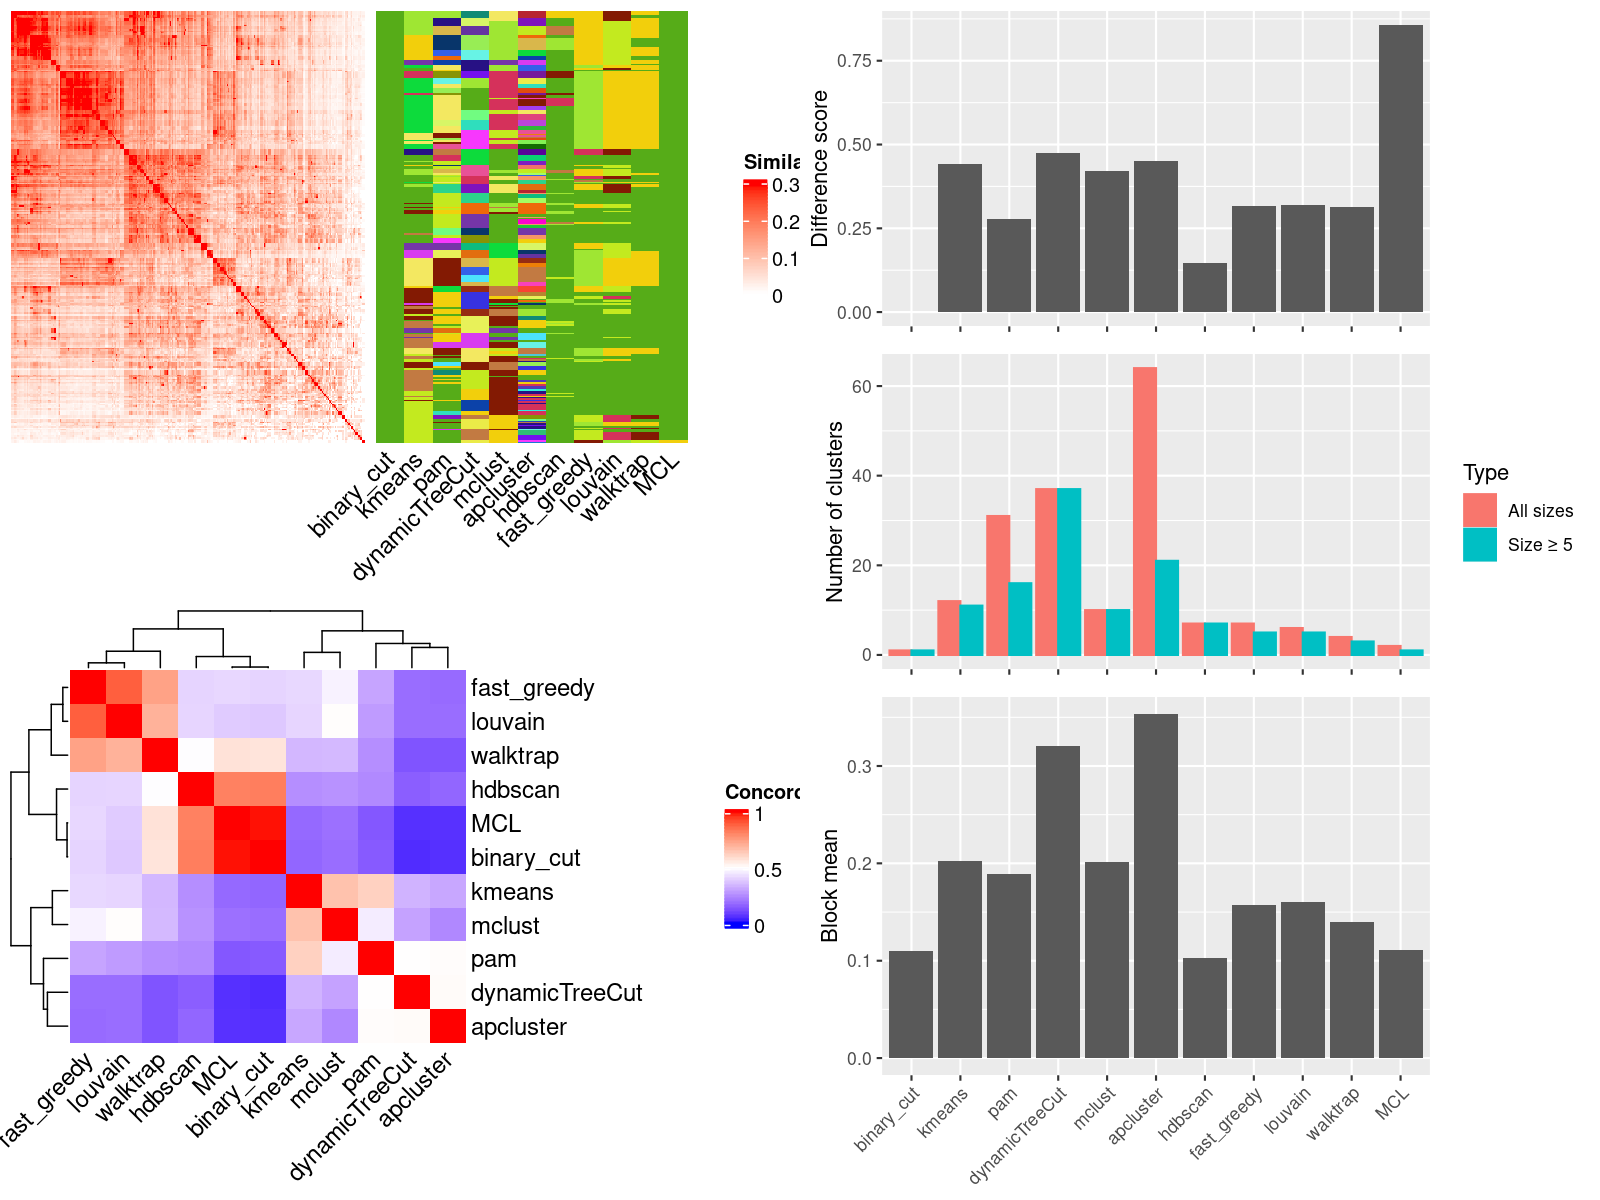 Simila
0.3
0.2
0.1
0
binary_cut
kmeans
pam
dynamicTreeCut
mclust
apcluster
hdbscan
fast_greedy
louvain
walktrap
MCL
Difference score
0.75
0.50
0.25
0.00
Number of clusters
60
40
20
0
Type
All sizes
Size ≥ 5
fast_greedy
louvain
walktrap
hdbscan
MCL
binary_cut
kmeans
mclust
pam
dynamicTreeCut
apcluster
fast_greedy
louvain
walktrap
hdbscan
MCL
binary_cut
kmeans
mclust
pam
dynamicTreeCut
apcluster
Concord
1
0.5
0
Block mean
0.3
0.2
0.1
0.0
binary_cut
kmeans
pam
dynamicTreeCut
mclust
apcluster
hdbscan
fast_greedy
louvain
walktrap
MCL